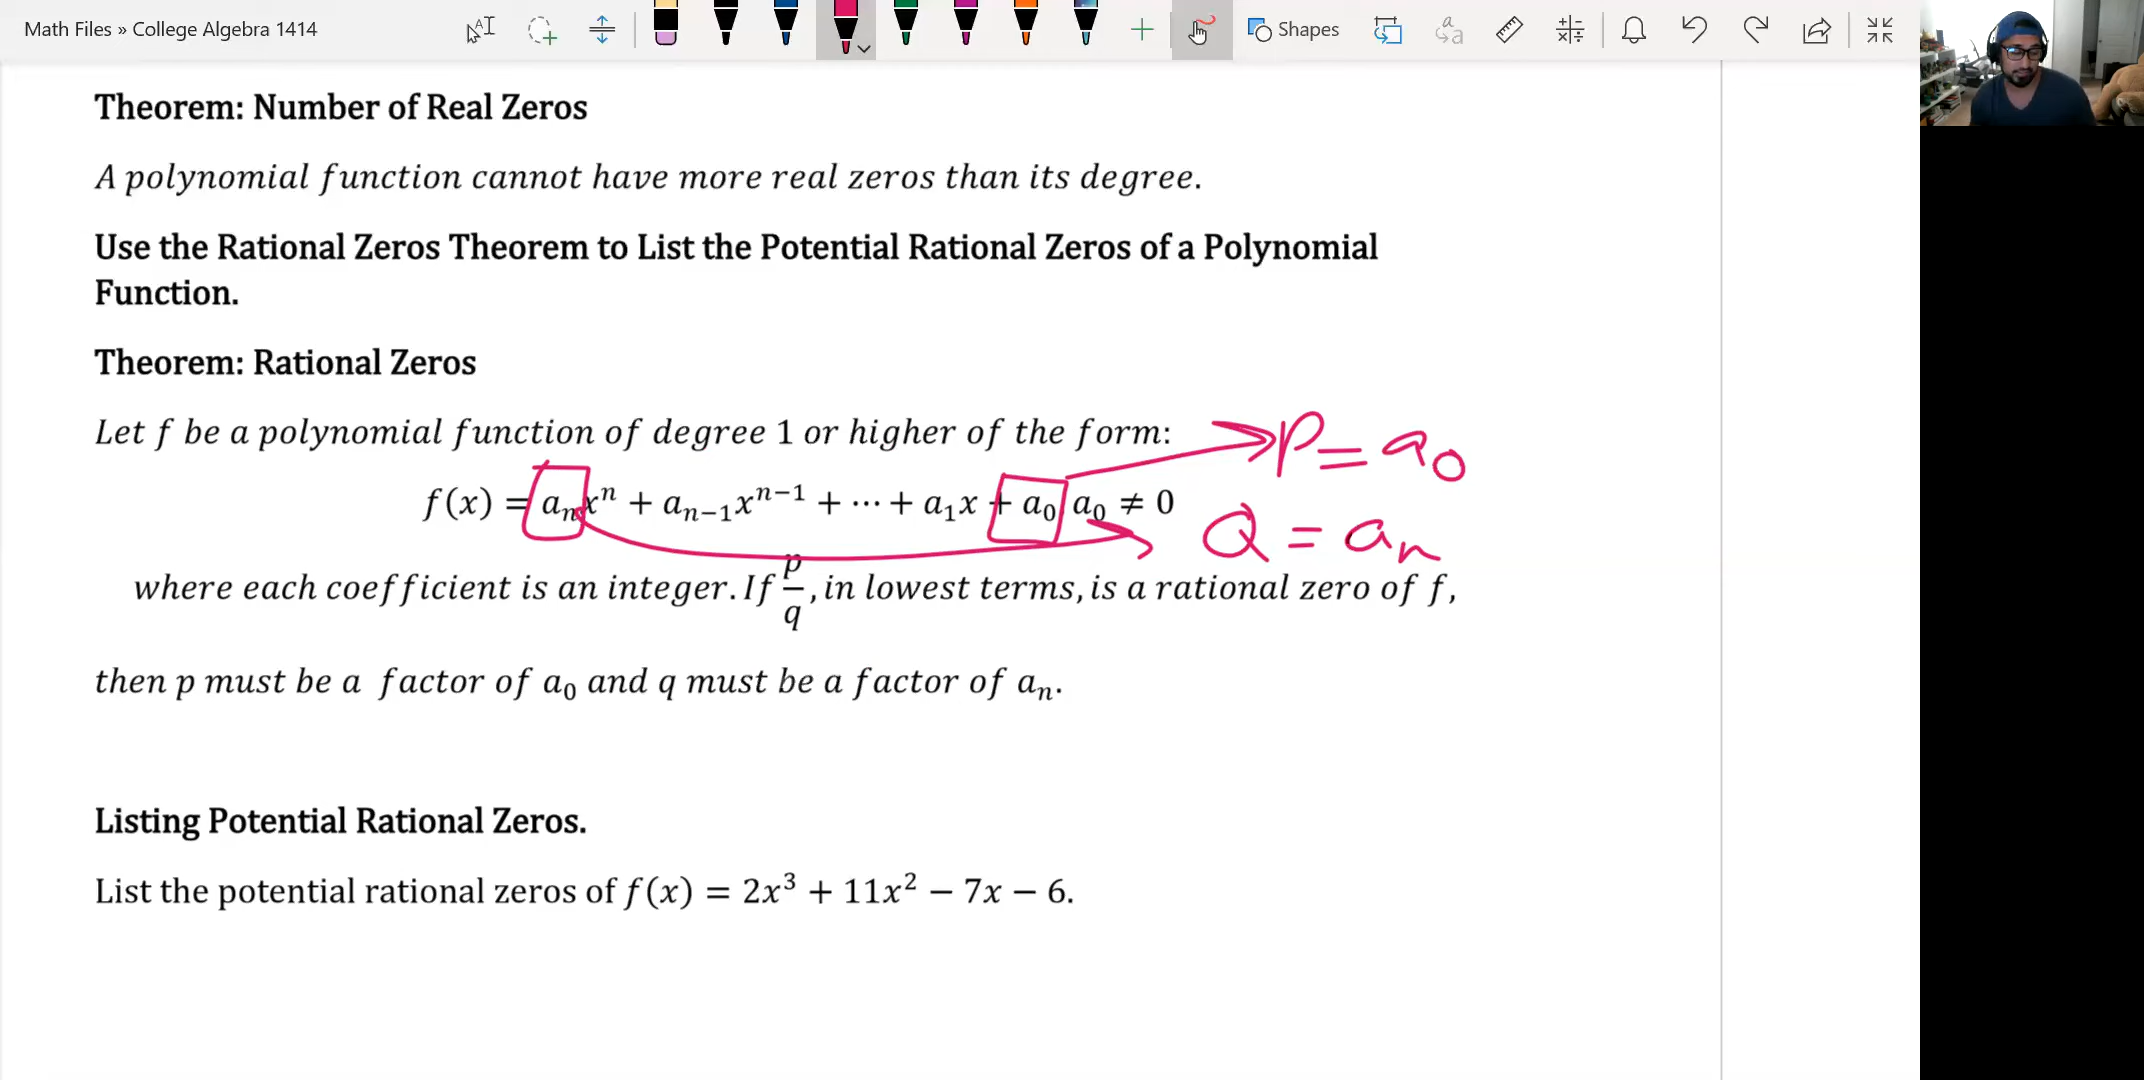 Math Files » College Algebra 1414
Shapes
Theorem: Number of Real Zeros
A polynomial function cannot have more real zeros than its degree.
Use the Rational Zeros Theorem to List the Potential Rational Zeros of a Polynomial
Function.
Theorem: Rational Zeros
Let f be a polynomial function of degree 1 or higher of the form:
P = a₀
f(x) = aₙxⁿ + aₙ₋₁xⁿ⁻¹ + ⋯ + a₁x + a₀, a₀ ≠ 0
Q = aₙ
where each coefficient is an integer. If p/q, in lowest terms, is a rational zero of f,
then p must be a factor of a₀ and q must be a factor of aₙ.
Listing Potential Rational Zeros.
List the potential rational zeros of f(x) = 2x³ + 11x² − 7x − 6.